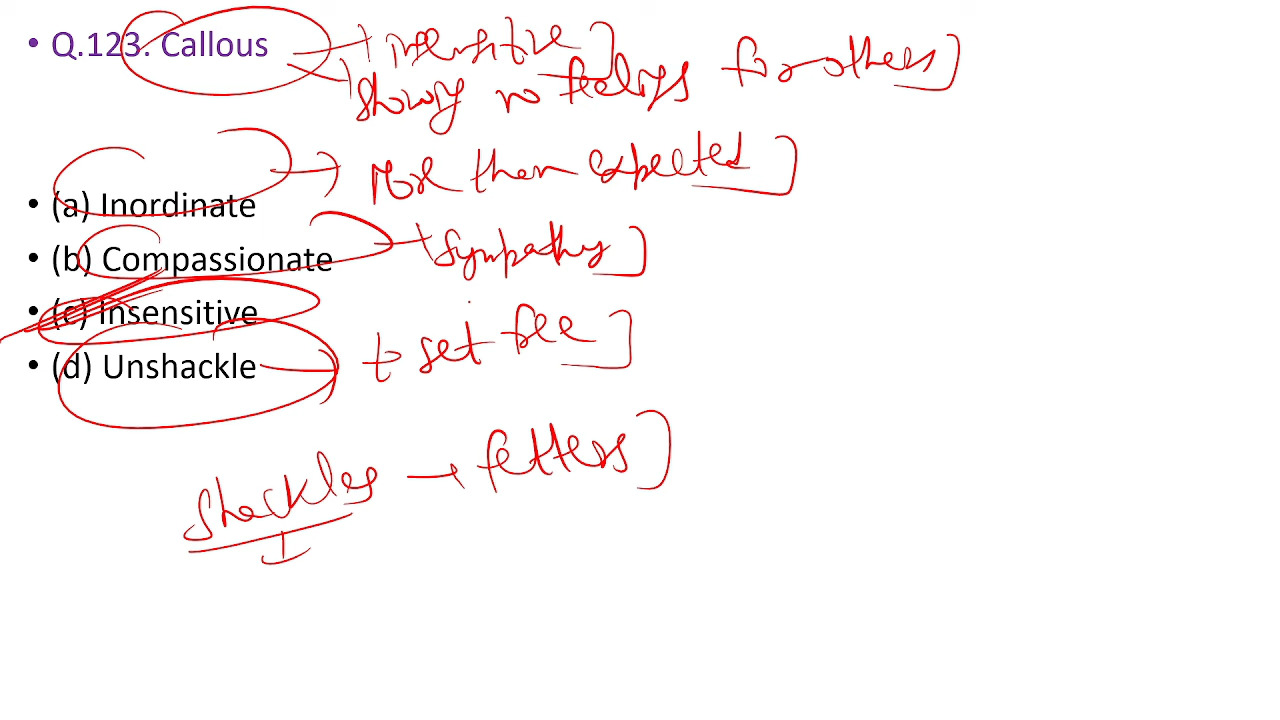 • Q.123. Callous → insensitive]
showing no feelings for others]
• (a) Inordinate → More then expected]
• (b) Compassionate → Sympathy]
• (c) Insensitive
• (d) Unshackle to set free]
Shackles → fetters]